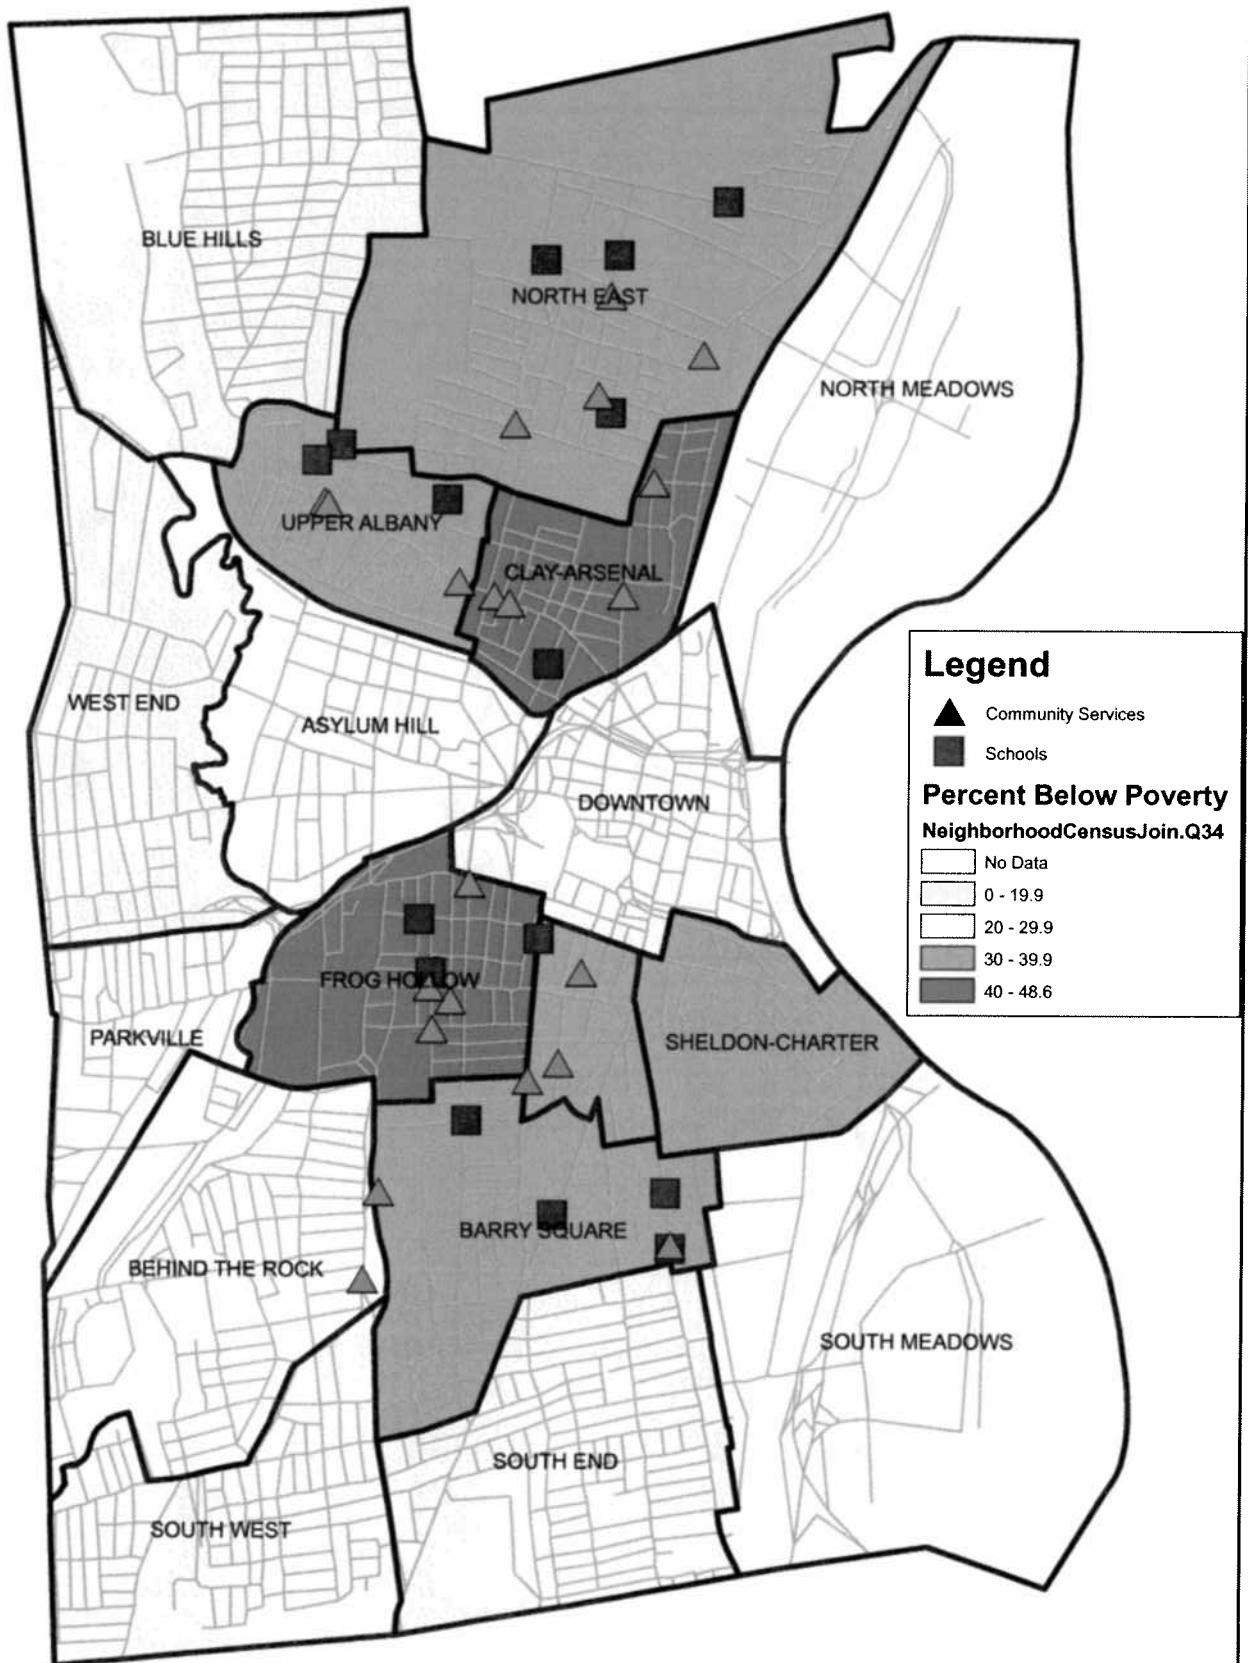 BLUE HILLS
NORTH EAST
NORTH MEADOWS
UPPER ALBANY
CLAY-ARSENAL
WEST END
ASYLUM HILL
DOWNTOWN
FROG HOLLOW
PARKVILLE
SHELDON-CHARTER
BARRY SQUARE
BEHIND THE ROCK
SOUTH MEADOWS
SOUTH END
SOUTH WEST
Legend
Community Services
Schools
Percent Below Poverty
NeighborhoodCensusJoin.Q34
No Data
0 - 19.9
20 - 29.9
30 - 39.9
40 - 48.6